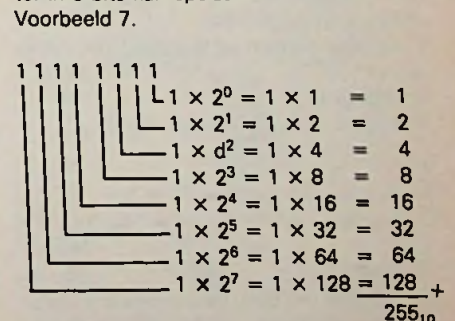 Voorbeeld 7.
1 1 1 1 1 1 1 1
1 × 2⁰ = 1 × 1 = 1
1 × 2¹ = 1 × 2 = 2
1 × d² = 1 × 4 = 4
1 × 2³ = 1 × 8 = 8
1 × 2⁴ = 1 × 16 = 16
1 × 2⁵ = 1 × 32 = 32
1 × 2⁶ = 1 × 64 = 64
1 × 2⁷ = 1 × 128 = 128 +
255₁₀